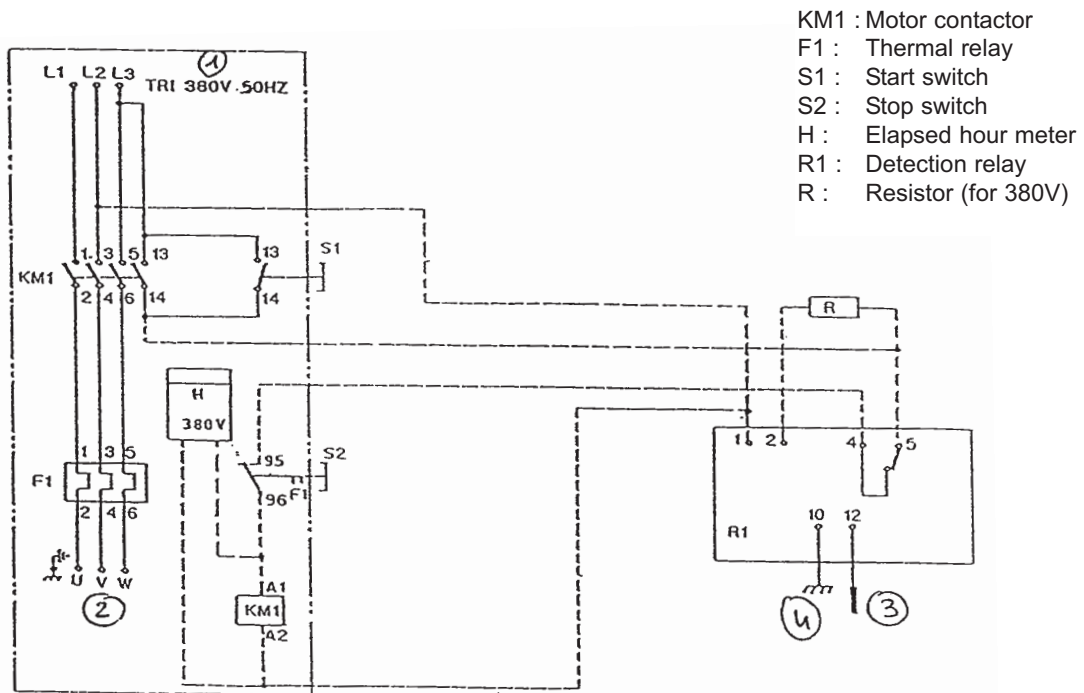 KM1 : Motor contactor
F1 : Thermal relay
S1 : Start switch
S2 : Stop switch
H : Elapsed hour meter
R1 : Detection relay
R : Resistor (for 380V)
1
L1 L2 L3
TRI 380V.50HZ
1 3 5 13 13 S1
KM1
2 4 6 14 14
R
H
380V
1 3 5
95 S2
F1
96 F1
2 4 6
U V W
2
A1
KM1
A2
1 2 4 5
10 12
R1
4 3